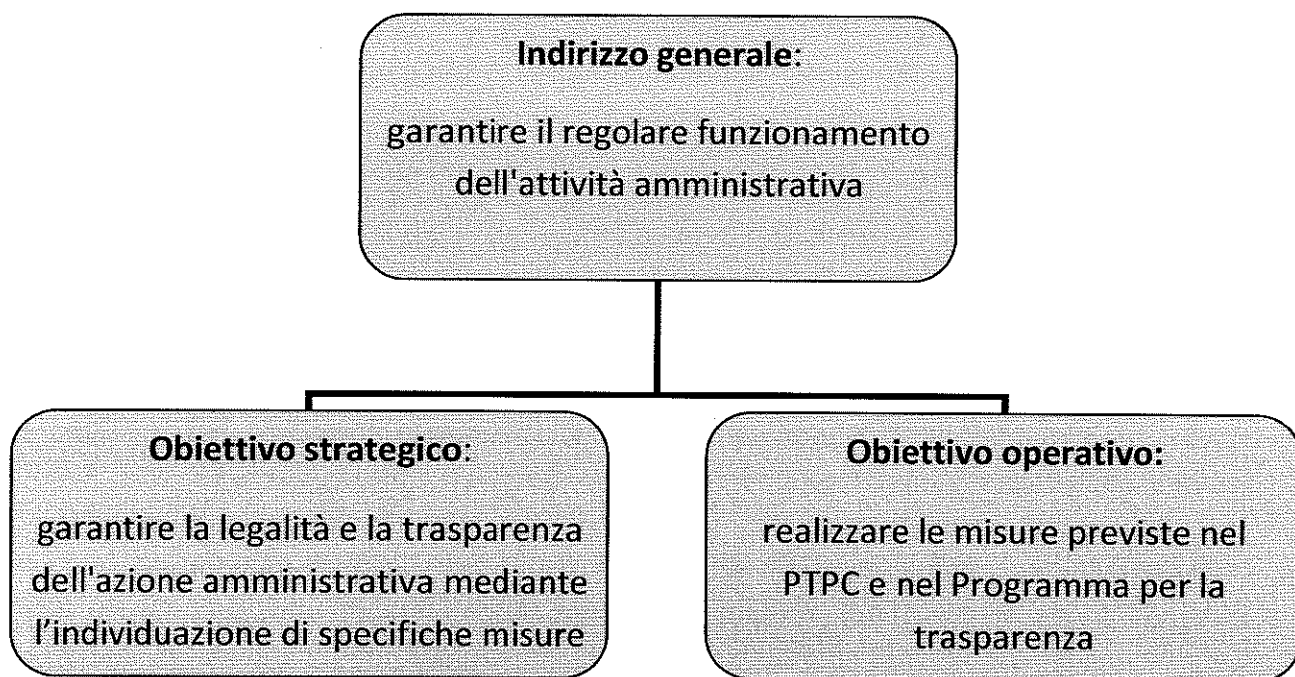 Indirizzo generale:
garantire il regolare funzionamento
dell'attività amministrativa
Obiettivo strategico:
garantire la legalità e la trasparenza
dell'azione amministrativa mediante
l’individuazione di specifiche misure
Obiettivo operativo:
realizzare le misure previste nel
PTPC e nel Programma per la
trasparenza